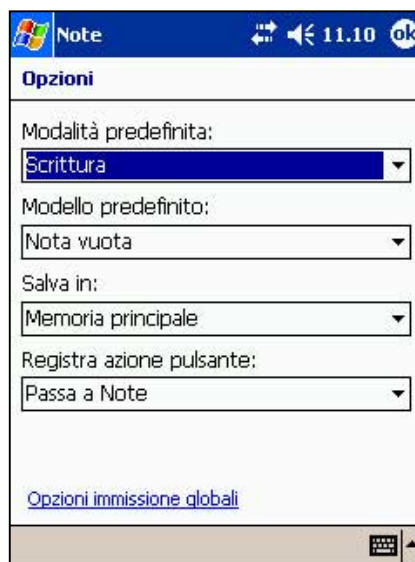 Note 11.10 ok
Opzioni
Modalità predefinita:
Scrittura
Modello predefinito:
Nota vuota
Salva in:
Memoria principale
Registra azione pulsante:
Passa a Note
Opzioni immissione globali